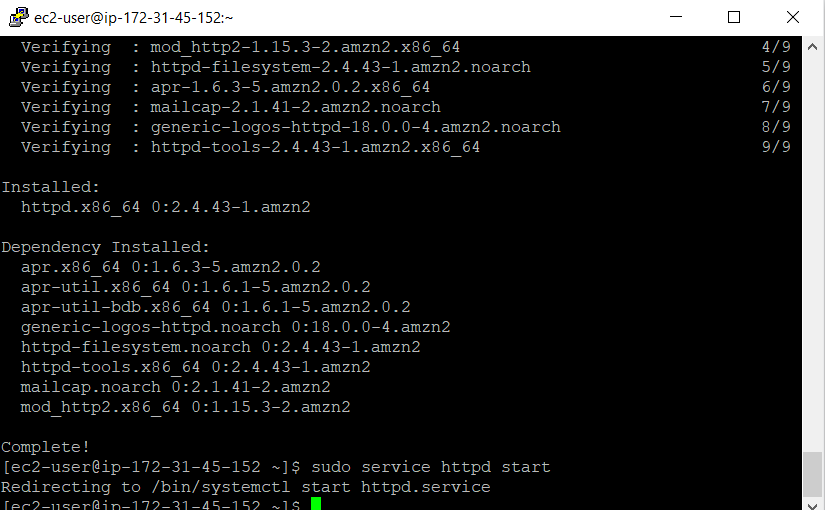 ec2-user@ip-172-31-45-152:~
Verifying : mod_http2-1.15.3-2.amzn2.x86_64 4/9
Verifying : httpd-filesystem-2.4.43-1.amzn2.noarch 5/9
Verifying : apr-1.6.3-5.amzn2.0.2.x86_64 6/9
Verifying : mailcap-2.1.41-2.amzn2.noarch 7/9
Verifying : generic-logos-httpd-18.0.0-4.amzn2.noarch 8/9
Verifying : httpd-tools-2.4.43-1.amzn2.x86_64 9/9
Installed:
httpd.x86_64 0:2.4.43-1.amzn2
Dependency Installed:
apr.x86_64 0:1.6.3-5.amzn2.0.2
apr-util.x86_64 0:1.6.1-5.amzn2.0.2
apr-util-bdb.x86_64 0:1.6.1-5.amzn2.0.2
generic-logos-httpd.noarch 0:18.0.0-4.amzn2
httpd-filesystem.noarch 0:2.4.43-1.amzn2
httpd-tools.x86_64 0:2.4.43-1.amzn2
mailcap.noarch 0:2.1.41-2.amzn2
mod_http2.x86_64 0:1.15.3-2.amzn2
Complete!
[ec2-user@ip-172-31-45-152 ~]$ sudo service httpd start
Redirecting to /bin/systemctl start httpd.service
[ec2-user@ip-172-31-45-152 ~]$